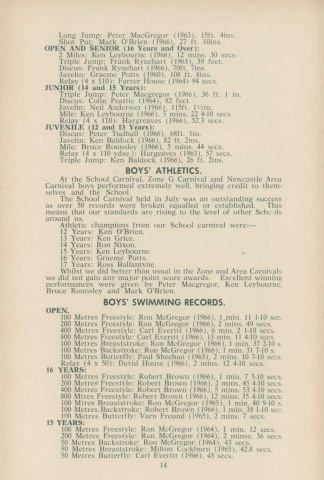 Long Jump: Peter MacGregor (1963), 15ft. 4ins.
Shot Put: Mark O'Brien (1966), 27 ft. 10ins.
OPEN AND SENIOR (16 Years and Over):
2 Miles: Ken Leybourne (1966), 12 mins. 30 secs.
Triple Jump: Frank Rynehart (1963), 39 feet.
Discus: Frank Rynehart (1966), 70ft. 7ins.
Javelin: Graeme Potts (1960), 108 ft. 8ins.
Relay (4 x 110): Farrer House (1964) 94 secs.
JUNIOR (14 and 15 Years):
Triple Jump: Peter Macgregor (1966), 36 ft. 1 in.
Discus: Colin Peattie (1964), 92 feet.
Javelin: Neil Anderson (1966), 115ft. 1½in.
Mile: Ken Leybourne (1966), 5 mins. 22 4-10 secs.
Relay (4 x 110): Hargreaves (1966), 52.3 secs.
JUVENILE (12 and 13 Years):
Discus: Peter Tudball (1966), 68ft. 1in.
Javelin: Ken Baldock (1966), 82 ft. 2ins.
Mile: Bruce Rounsley (1966), 5 mins. 44 secs.
Relay (4 x 110 ydse.): Hargeaves (1963), 57 secs.
Triple Jump: Ken Baldock (1966), 26 ft. 2ins.
BOYS' ATHLETICS.
At the School Carnival, Zone G Carnival and Newcastle Area
Carnival boys performed extremely well, bringing credit to them-
selves and the School.
The School Carnival held in July was an outstanding success
as over 50 records were broken equalled or established. This
means that our standards are rising to the level of other Schools
around us.
Athletic champions from our School carnival were:—
12 Years: Ken O'Brien.
13 Years: Ken Grice.
14 Years: Ron Nixon.
15 Years: Ken Leybourne
16 Years: Graeme Potts.
17 Years: Ross Ballantyne.
Whilst we did better than usual in the Zone and Area Carnivals
we did not gain any major point score awards. Excellent winning
performances were given by Peter Macgregor, Ken Leybourne,
Bruce Rounsley and Mark O'Brien.
BOYS' SWIMMING RECORDS.
OPEN.
100 Metres Freestyle: Ron McGregor (1966), 1 min. 11 1-10 sec.
200 Metres Freestyle: Ron McGregor (1966), 2 mins. 49 secs.
400 Metres Freestyle: Carl Everitt (1966), 6 min. 2 1-10 secs.
800 Metres Freestyle: Carl Everitt (1966), 13 min. 11 4-10 secs.
100 Metres Breaststroke: Ron McGregor (1966), 1 min. 37 7-10 s.
100 Metres Backstroke: Ron McGregor (1966), 1 min. 31 7-10 s.
100 Metres Butterfly: Paul Sheehan (1963), 2 mins. 10 7-10 secs.
Relay (4 x 50): David House (1966), 2 mins. 12 4-10 secs.
16 YEARS:
100 Metres Freestyle: Robert Brown (1966), 1 min. 7 5-10 secs.
200 Metres Freestyle: Robert Brown (1966), 2 mins. 45 4-10 secs.
400 Metres Freestyle: Robert Brown (1966), 5 mins. 53 4-10 secs.
800 Mtres Freestyle: Robert Brown (1966), 12 mins. 35 4-10 secs.
100 Metres Breaststroke: Ron McGregor (1965), 1 min. 40 9-10 s.
100 Metres.Backstroke: Robert Brown (1966), 1 min. 38 1-10 sec.
100 Metres Butterfly: Varn Freund (1965), 2 mins. 7 secs.
15 YEARS:
100 Metres Freestyle: Ron McGregor (1964), 1 min. 12 secs.
200 Metres Freestyle: Ron McGregor (1964), 2 minse. 36 secs.
50 Metres Backstroke: Ron McGregor (1964), 43 secs.
50 Metres Breaststroke: Milton Cockburn (1965), 42.8 secs.
50 Metres Butterfly: Carl Everitt (1966), 43 secs.
14